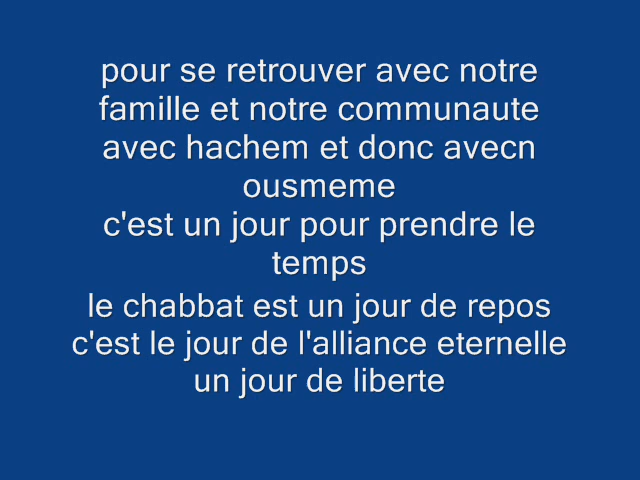 pour se retrouver avec notre
famille et notre communaute
avec hachem et donc avecn
ousmeme
c'est un jour pour prendre le
temps
le chabbat est un jour de repos
c'est le jour de l'alliance eternelle
un jour de liberte